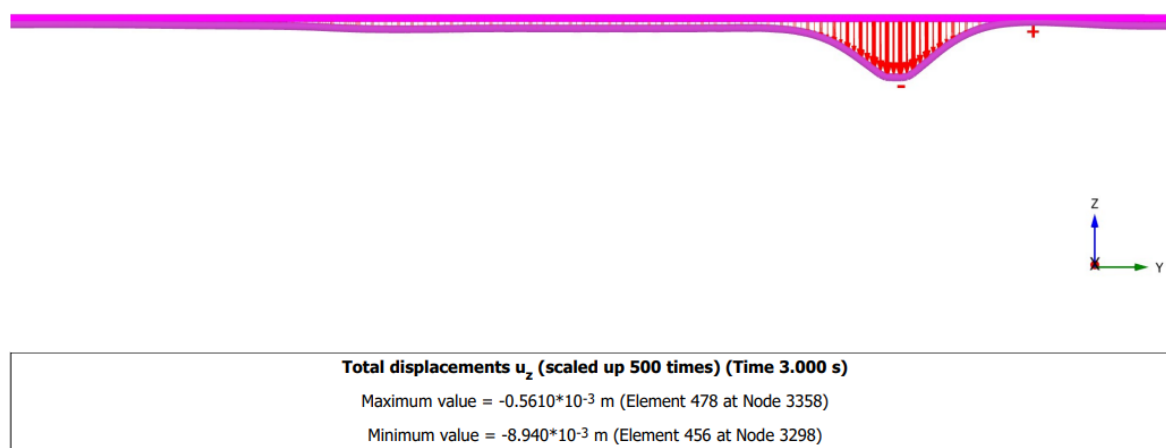 +
-
Z
X
Y
Total displacements u_z (scaled up 500 times) (Time 3.000 s)
Maximum value = -0.5610*10⁻³ m (Element 478 at Node 3358)
Minimum value = -8.940*10⁻³ m (Element 456 at Node 3298)